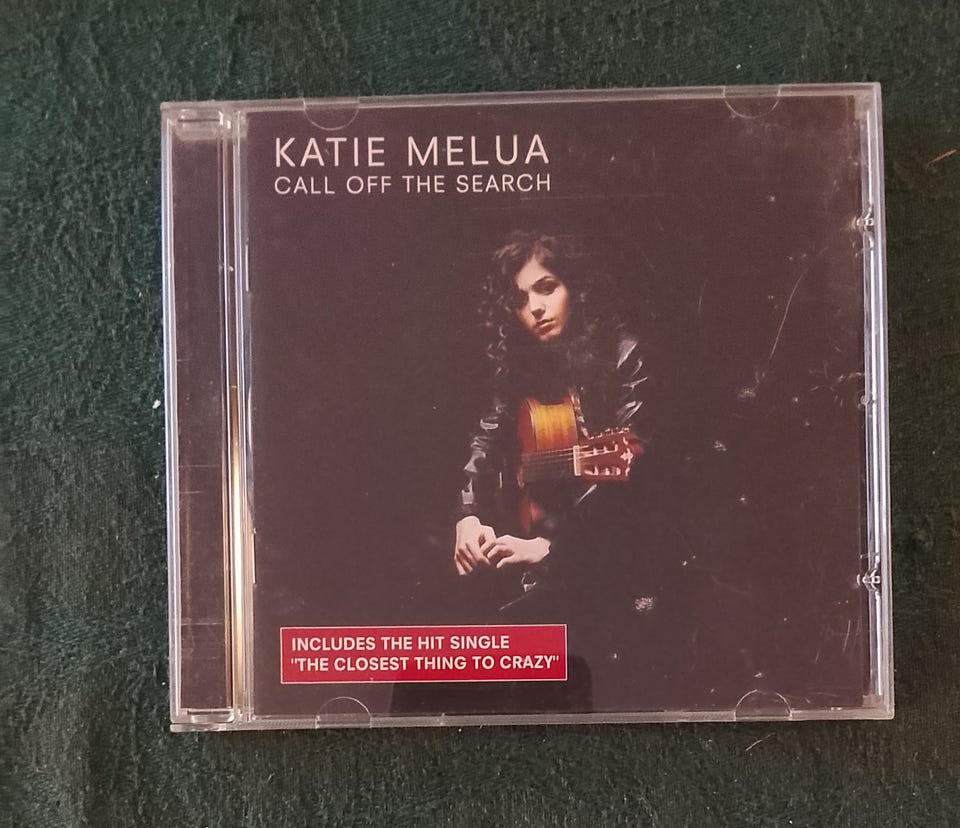 KATIE MELUA
CALL OFF THE SEARCH
INCLUDES THE HIT SINGLE
"THE CLOSEST THING TO CRAZY"